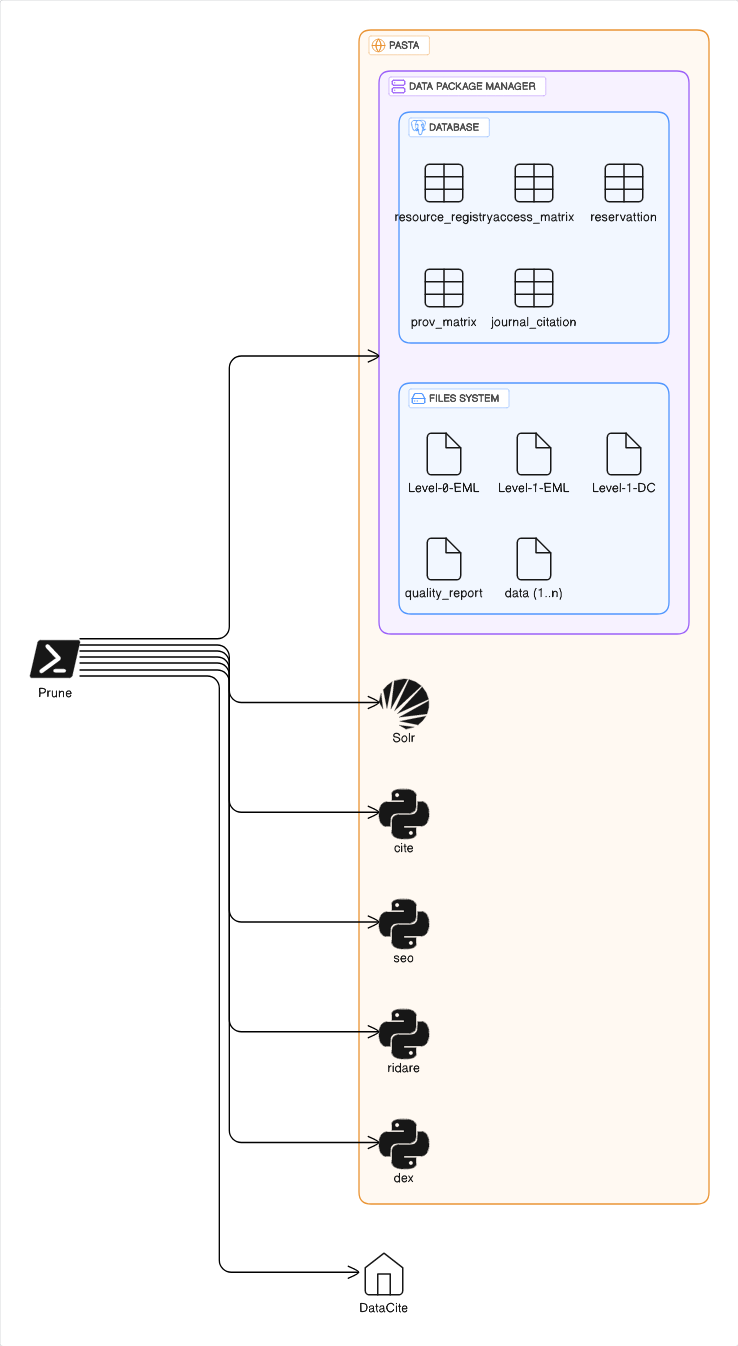 PASTA
DATA PACKAGE MANAGER
DATABASE
resource_registry access_matrix reservattion
prov_matrix journal_citation
FILES SYSTEM
Level-0-EML Level-1-EML Level-1-DC
quality_report data (1..n)
Prune
Solr
cite
seo
ridare
dex
DataCite